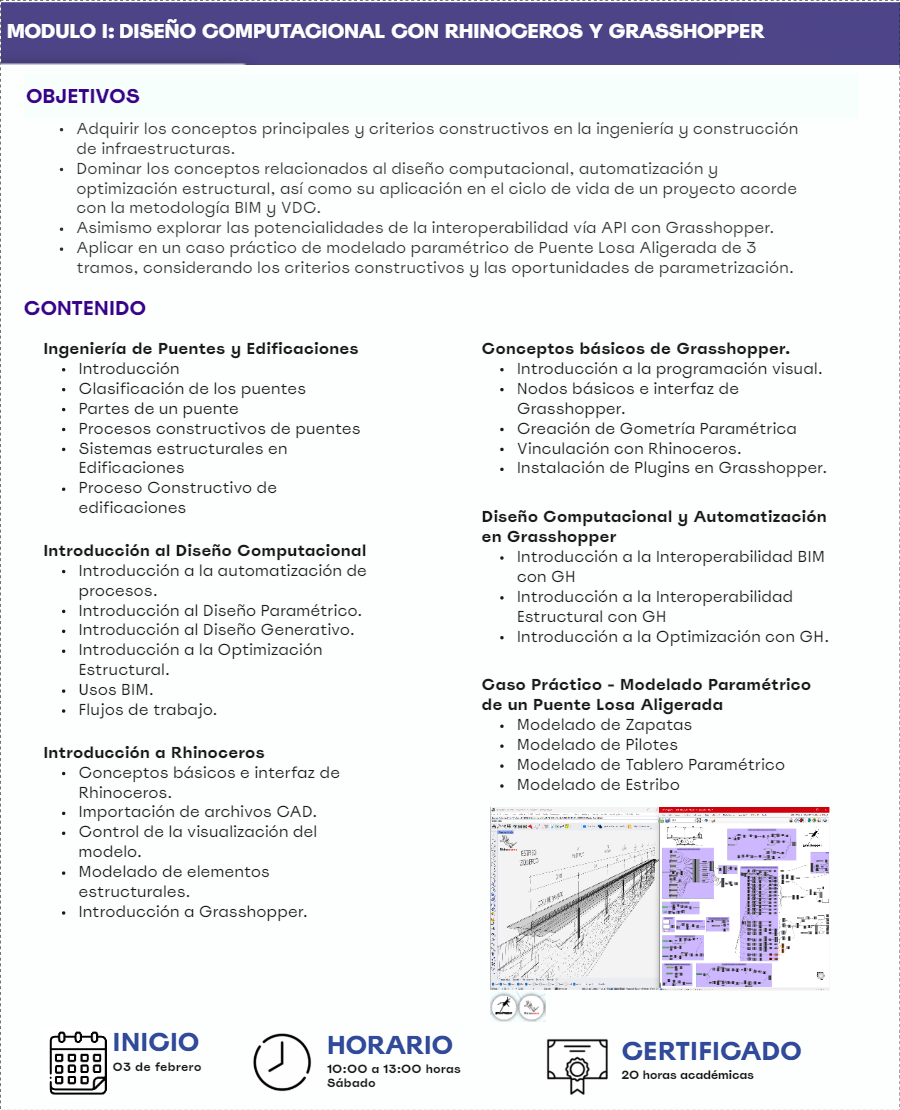 MODULO I: DISEÑO COMPUTACIONAL CON RHINOCEROS Y GRASSHOPPER
OBJETIVOS
• Adquirir los conceptos principales y criterios constructivos en la ingeniería y construcción
de infraestructuras.
• Dominar los conceptos relacionados al diseño computacional, automatización y
optimización estructural, así como su aplicación en el ciclo de vida de un proyecto acorde
con la metodología BIM y VDC.
• Asimismo explorar las potencialidades de la interoperabilidad vía API con Grasshopper.
• Aplicar en un caso práctico de modelado paramétrico de Puente Losa Aligerada de 3
tramos, considerando los criterios constructivos y las oportunidades de parametrización.
CONTENIDO
Ingeniería de Puentes y Edificaciones
• Introducción
• Clasificación de los puentes
• Partes de un puente
• Procesos constructivos de puentes
• Sistemas estructurales en
Edificaciones
• Proceso Constructivo de
edificaciones
Introducción al Diseño Computacional
• Introducción a la automatización de
procesos.
• Introducción al Diseño Paramétrico.
• Introducción al Diseño Generativo.
• Introducción a la Optimización
Estructural.
• Usos BIM.
• Flujos de trabajo.
Introducción a Rhinoceros
• Conceptos básicos e interfaz de
Rhinoceros.
• Importación de archivos CAD.
• Control de la visualización del
modelo.
• Modelado de elementos
estructurales.
• Introducción a Grasshopper.
Conceptos básicos de Grasshopper.
• Introducción a la programación visual.
• Nodos básicos e interfaz de
Grasshopper.
• Creación de Gometría Paramétrica
• Vinculación con Rhinoceros.
• Instalación de Plugins en Grasshopper.
Diseño Computacional y Automatización
en Grasshopper
• Introducción a la Interoperabilidad BIM
con GH
• Introducción a la Interoperabilidad
Estructural con GH
• Introducción a la Optimización con GH.
Caso Práctico - Modelado Paramétrico
de un Puente Losa Aligerada
• Modelado de Zapatas
• Modelado de Pilotes
• Modelado de Tablero Paramétrico
• Modelado de Estribo
ESTRIBO
IZQUIERDO
INICIO
03 de febrero
HORARIO
10:00 a 13:00 horas
Sábado
CERTIFICADO
20 horas académicas